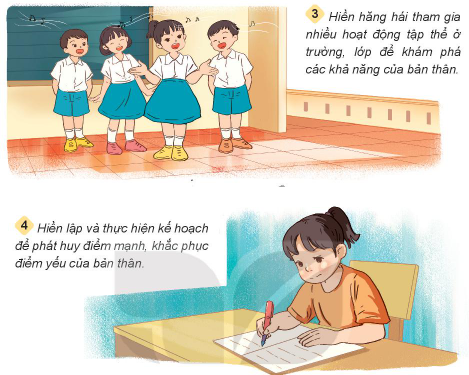 3 Hiền hăng hái tham gia
nhiều hoạt động tập thể ở
trường, lớp để khám phá
các khả năng của bản thân.
4 Hiền lập và thực hiện kế hoạch
để phát huy điểm mạnh, khắc phục
điểm yếu của bản thân.